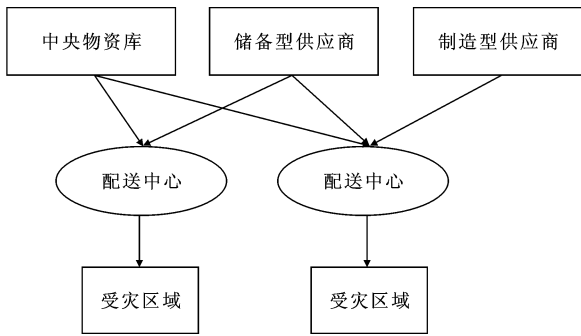 中央物资库
储备型供应商
制造型供应商
配送中心
配送中心
受灾区域
受灾区域